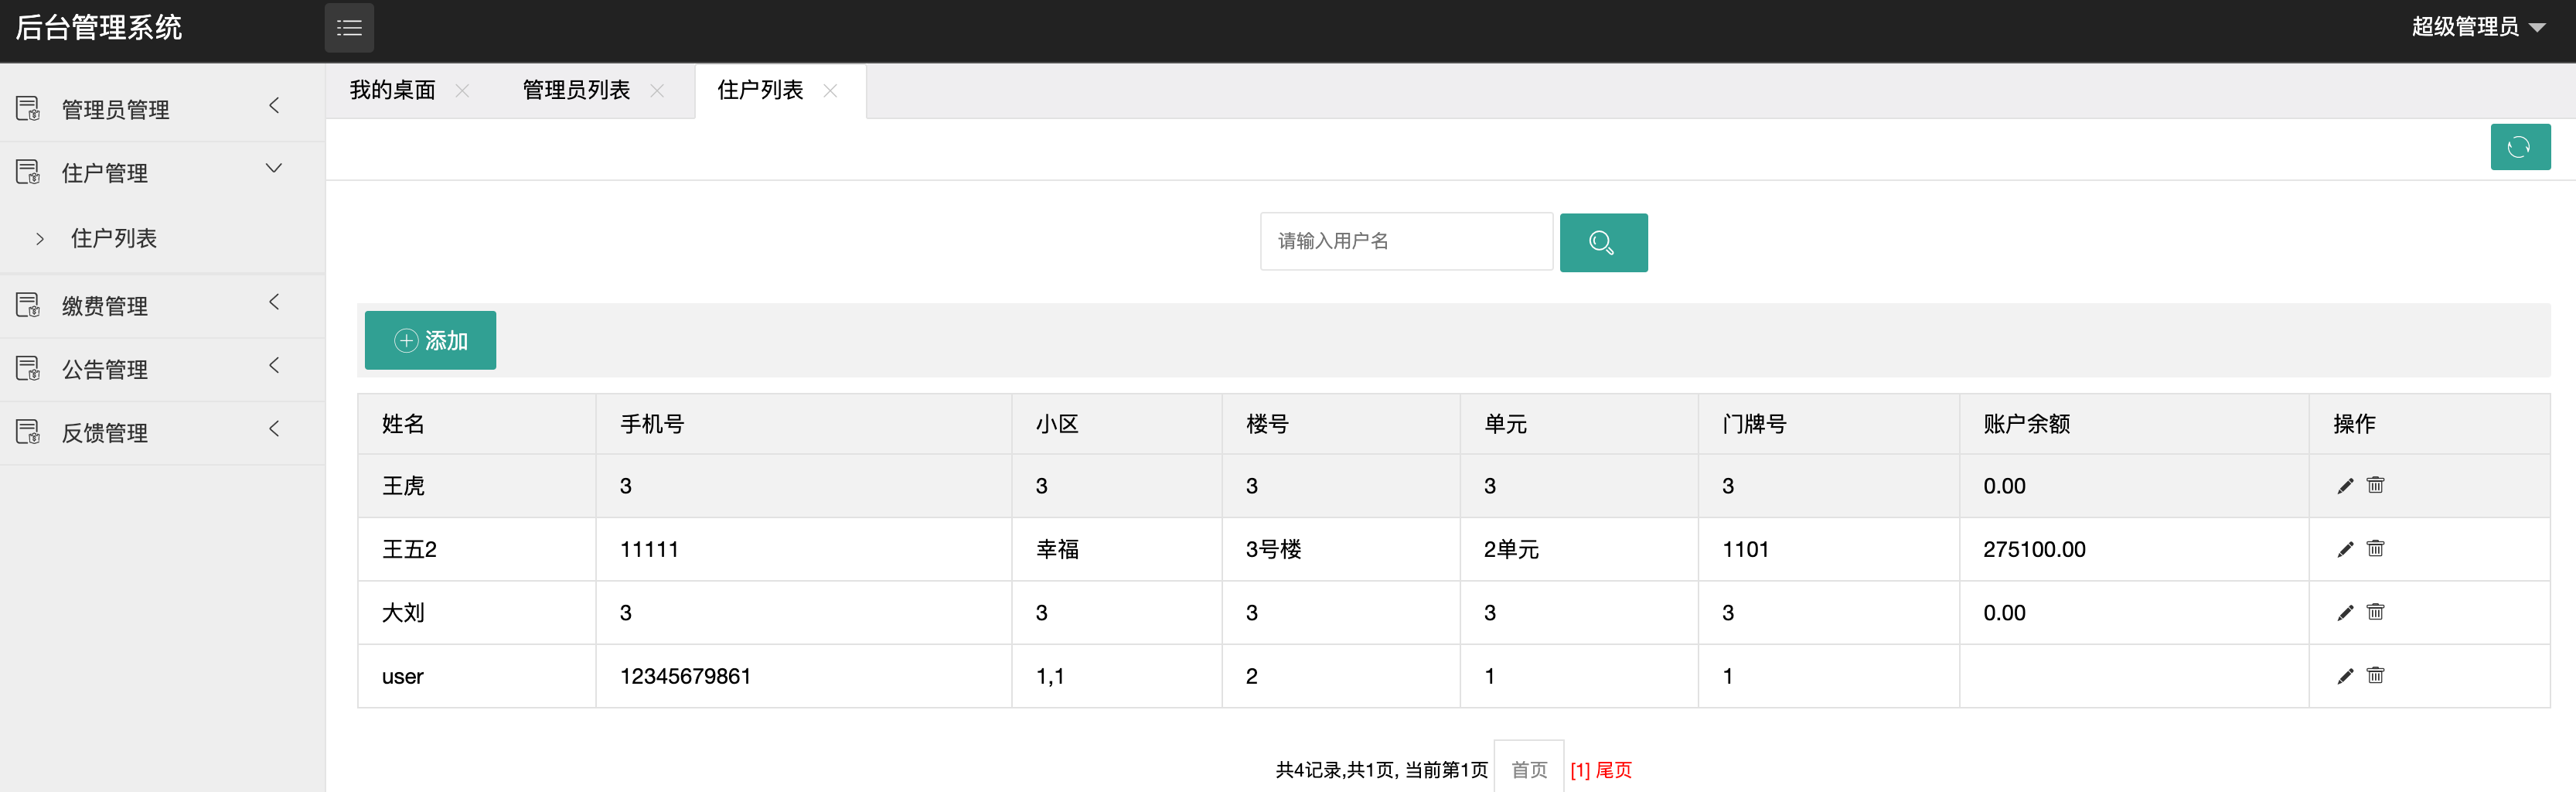 后台管理系统
超级管理员
管理员管理
住户管理
住户列表
缴费管理
公告管理
反馈管理
我的桌面 管理员列表 住户列表
请输入用户名
添加
姓名 手机号 小区 楼号 单元 门牌号 账户余额 操作
王虎 3 3 3 3 3 0.00
王五2 11111 幸福 3号楼 2单元 1101 275100.00
大刘 3 3 3 3 3 0.00
user 12345679861 1,1 2 1 1
共4记录,共1页, 当前第1页 首页 [1] 尾页